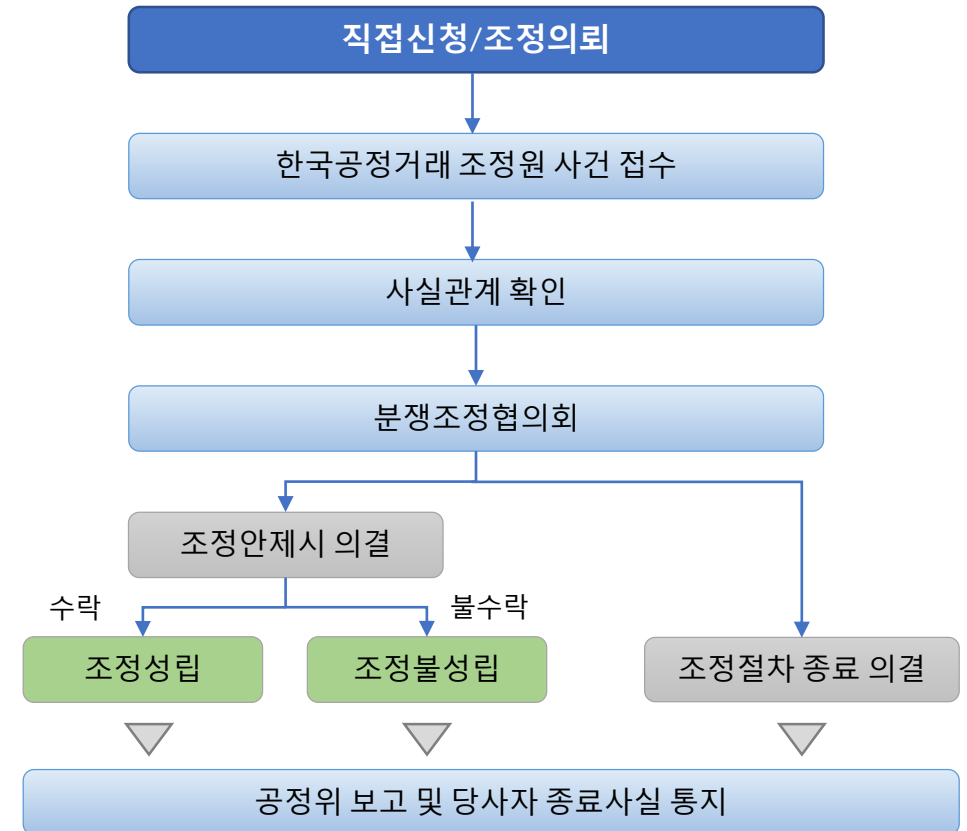 직접신청/조정의뢰
한국공정거래 조정원 사건 접수
사실관계 확인
분쟁조정협의회
조정안제시 의결
수락
불수락
조정성립
조정불성립
조정절차 종료 의결
공정위 보고 및 당사자 종료사실 통지